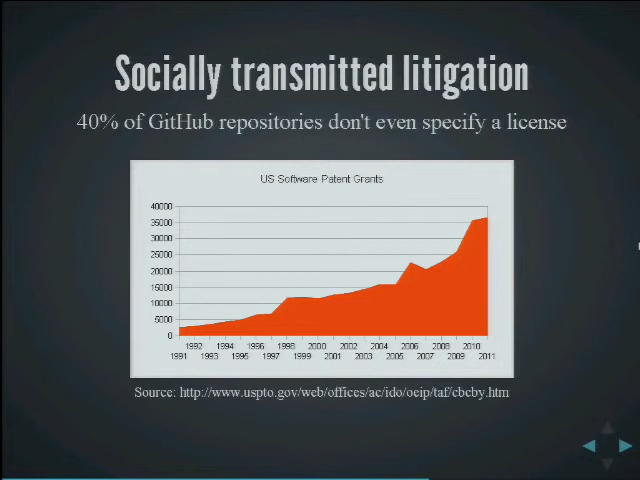 Socially transmitted litigation
40% of GitHub repositories don't even specify a license
US Software Patent Grants
40000
35000
30000
25000
20000
15000
10000
5000
0
1992 1994 1996 1998 2000 2002 2004 2006 2008 2010
1991 1993 1995 1997 1999 2001 2003 2005 2007 2009 2011
Source: http://www.uspto.gov/web/offices/ac/ido/oeip/taf/cbcby.htm